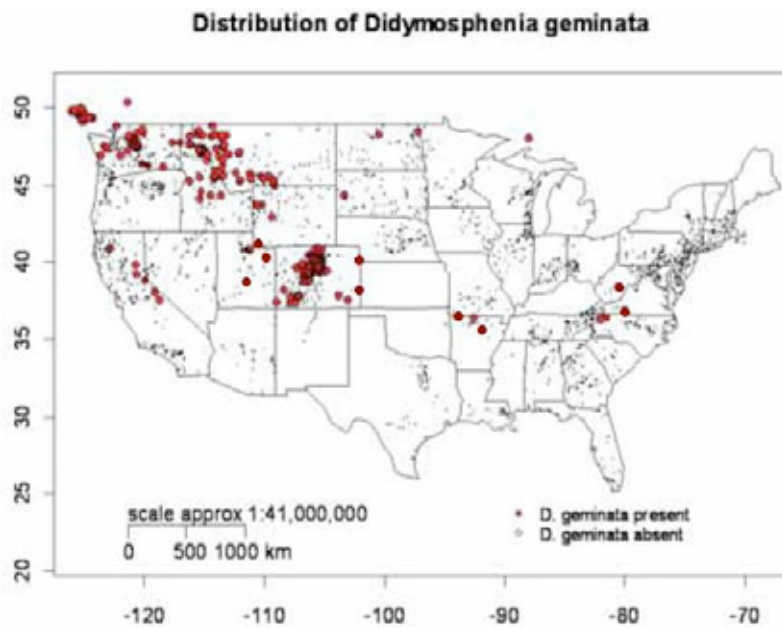 Distribution of Didymosphenia geminata
50
45
40
35
30
25
20
scale approx 1:41,000,000
0 500 1000 km
D. geminata present
D. geminata absent
-120 -110 -100 -90 -80 -70